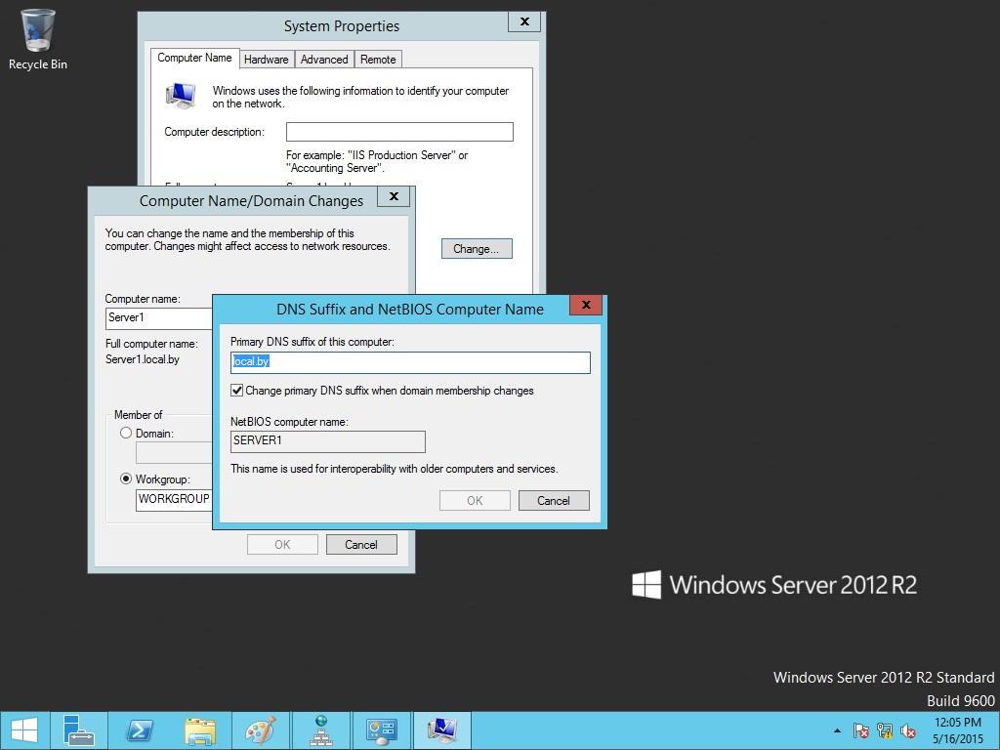 Recycle Bin
System Properties
Computer Name
Hardware
Advanced
Remote
Windows uses the following information to identify your computer
on the network.
Computer description:
For example: "IIS Production Server" or
"Accounting Server".
Change...
Computer Name/Domain Changes
You can change the name and the membership of this
computer. Changes might affect access to network resources.
Computer name:
Server1
Full computer name:
Server1.local.by
Member of
Domain:
Workgroup:
WORKGROUP
OK
Cancel
DNS Suffix and NetBIOS Computer Name
Primary DNS suffix of this computer:
local.by
Change primary DNS suffix when domain membership changes
NetBIOS computer name:
SERVER1
This name is used for interoperability with older computers and services.
OK
Cancel
Windows Server 2012 R2
Windows Server 2012 R2 Standard
Build 9600
12:05 PM
5/16/2015